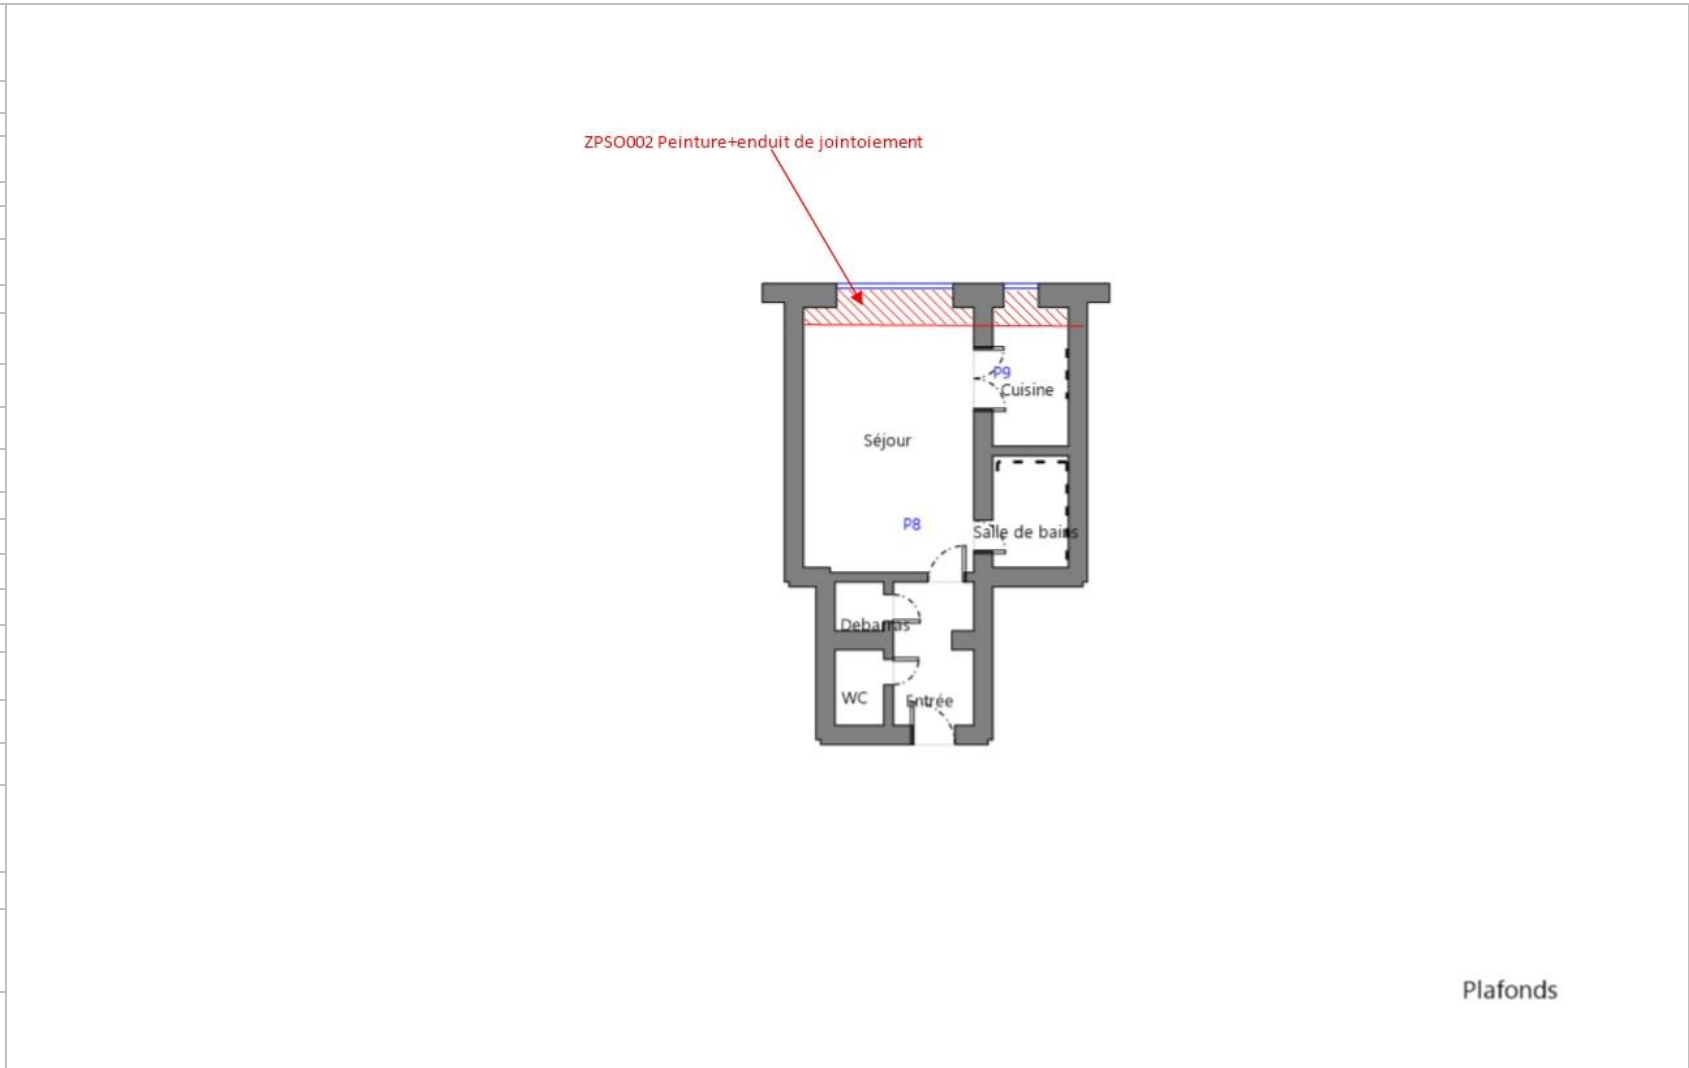 ZPSO002 Peinture+enduit de jointoiement
P9
Cuisine
Séjour
P8
Salle de bains
Debarras
WC
Entrée
Plafonds